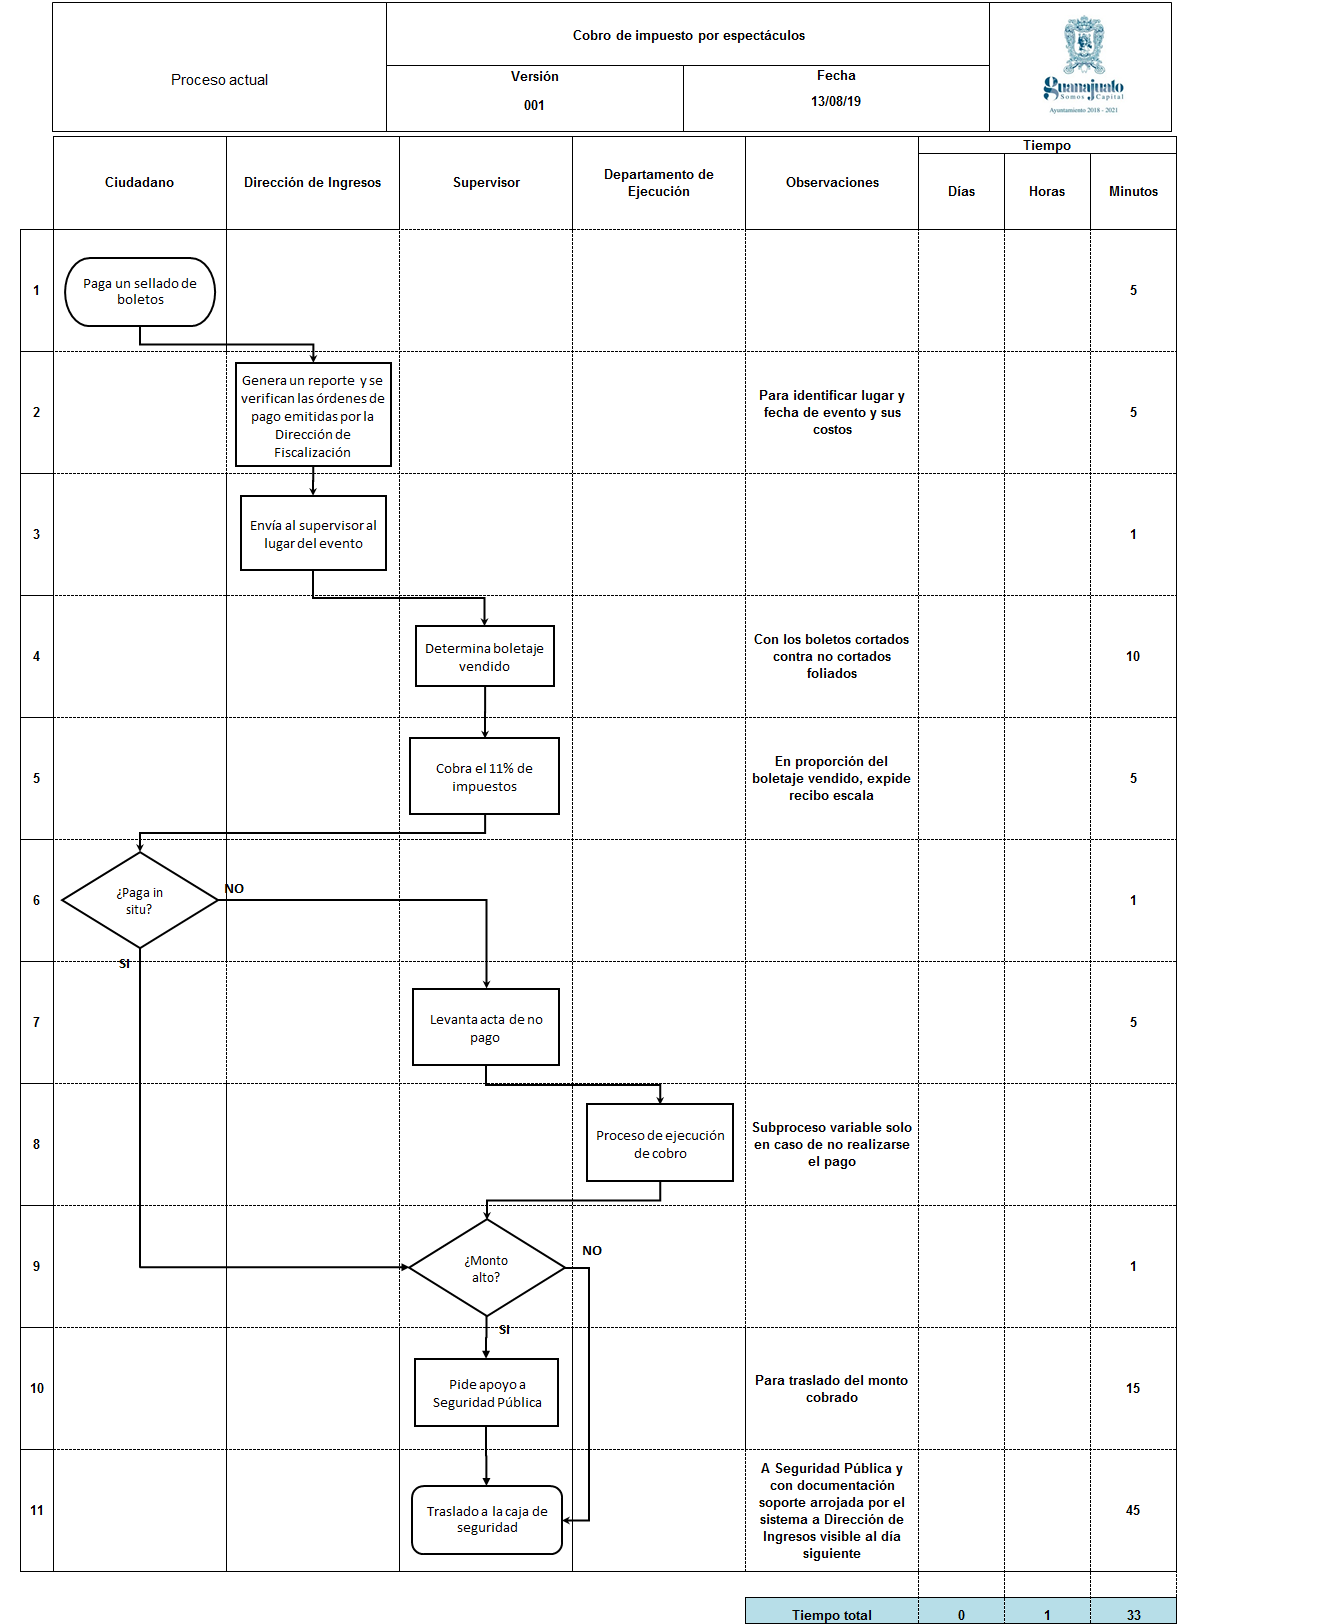 Cobro de impuesto por espectáculos
Proceso actual
Versión
001
Fecha
13/08/19
guanajuato
Somos Capital
Ayuntamiento 2018 - 2021
Ciudadano
Dirección de Ingresos
Supervisor
Departamento de
Ejecución
Observaciones
Tiempo
Días
Horas
Minutos
1
Paga un sellado de
boletos
5
2
Genera un reporte y se
verifican las órdenes de
pago emitidas por la
Dirección de
Fiscalización
Para identificar lugar y
fecha de evento y sus
costos
5
3
Envía al supervisor al
lugar del evento
1
4
Determina boletaje
vendido
Con los boletos cortados
contra no cortados
foliados
10
5
Cobra el 11% de
impuestos
En proporción del
boletaje vendido, expide
recibo escala
5
6
¿Paga in
situ?
NO
SI
1
7
Levanta acta de no
pago
5
8
Proceso de ejecución
de cobro
Subproceso variable solo
en caso de no realizarse
el pago
9
¿Monto
alto?
NO
SI
1
10
Pide apoyo a
Seguridad Pública
Para traslado del monto
cobrado
15
11
Traslado a la caja de
seguridad
A Seguridad Pública y
con documentación
soporte arrojada por el
sistema a Dirección de
Ingresos visible al día
siguiente
45
Tiempo total
0
1
33